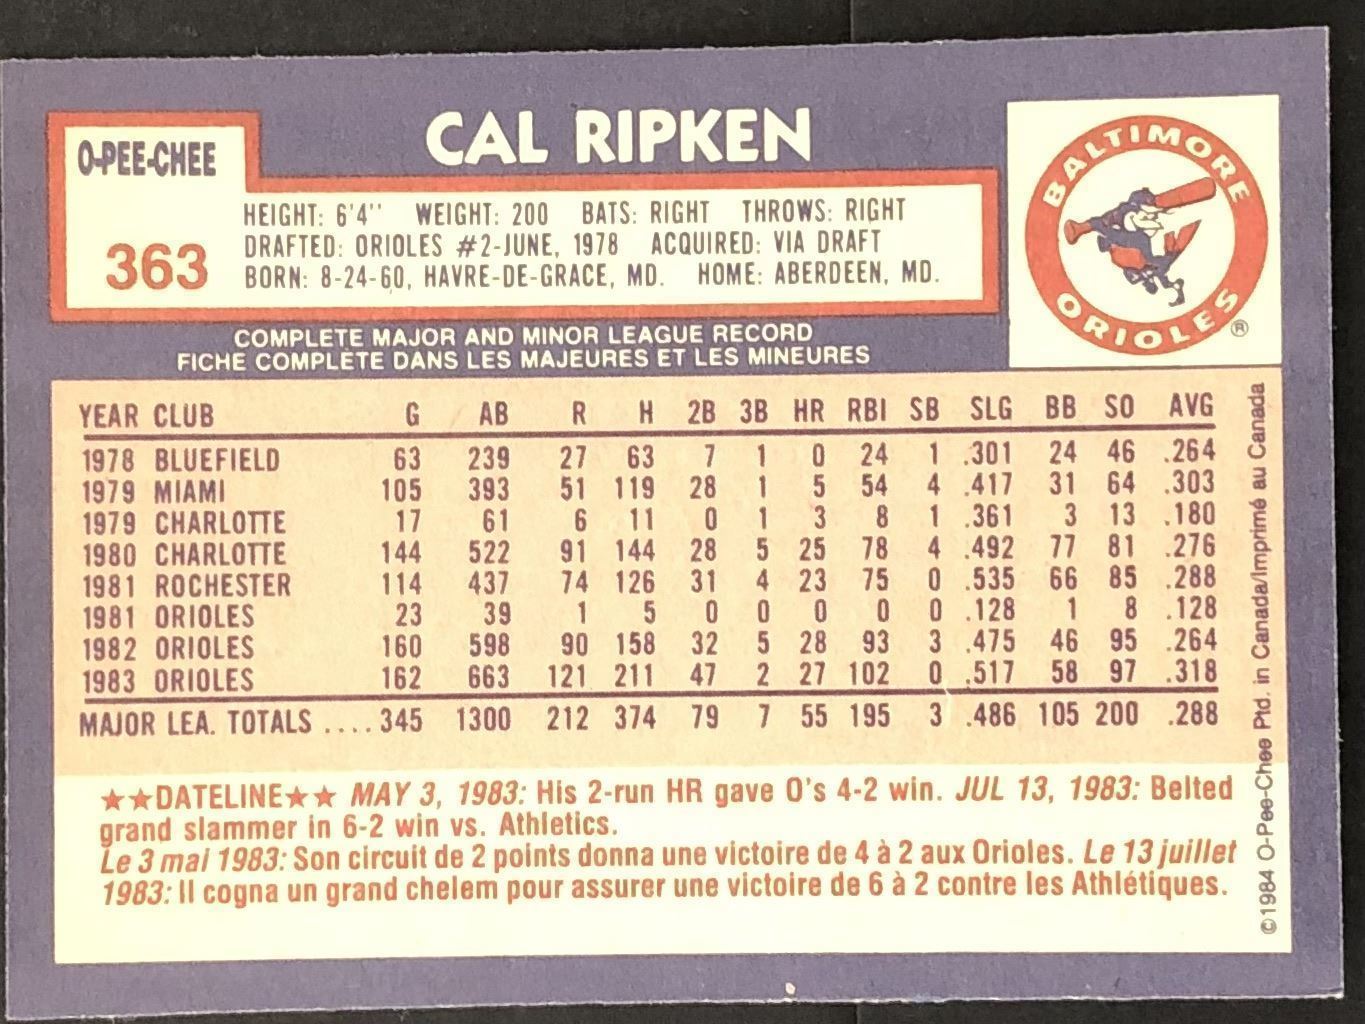 O-PEE-CHEE
363
CAL RIPKEN
HEIGHT: 6'4'' WEIGHT: 200 BATS: RIGHT THROWS: RIGHT
DRAFTED: ORIOLES #2-JUNE, 1978 ACQUIRED: VIA DRAFT
BORN: 8-24-60, HAVRE-DE-GRACE, MD. HOME: ABERDEEN, MD.
BALTIMORE
ORIOLES ®
COMPLETE MAJOR AND MINOR LEAGUE RECORD
FICHE COMPLÈTE DANS LES MAJEURES ET LES MINEURES
YEAR CLUB G AB R H 2B 3B HR RBI SB SLG BB SO AVG
1978 BLUEFIELD 63 239 27 63 7 1 0 24 1 .301 24 46 .264
1979 MIAMI 105 393 51 119 28 1 5 54 4 .417 31 64 .303
1979 CHARLOTTE 17 61 6 11 0 1 3 8 1 .361 3 13 .180
1980 CHARLOTTE 144 522 91 144 28 5 25 78 4 .492 77 81 .276
1981 ROCHESTER 114 437 74 126 31 4 23 75 0 .535 66 85 .288
1981 ORIOLES 23 39 1 5 0 0 0 0 0 .128 1 8 .128
1982 ORIOLES 160 598 90 158 32 5 28 93 3 .475 46 95 .264
1983 ORIOLES 162 663 121 211 47 2 27 102 0 .517 58 97 .318
MAJOR LEA. TOTALS .... 345 1300 212 374 79 7 55 195 3 .486 105 200 .288
★★DATELINE★★ MAY 3, 1983: His 2-run HR gave O's 4-2 win. JUL 13, 1983: Belted
grand slammer in 6-2 win vs. Athletics.
Le 3 mai 1983: Son circuit de 2 points donna une victoire de 4 à 2 aux Orioles. Le 13 juillet
1983: Il cogna un grand chelem pour assurer une victoire de 6 à 2 contre les Athlétiques.
©1984 O-Pee-Chee Ptd. in Canada/Imprimé au Canada